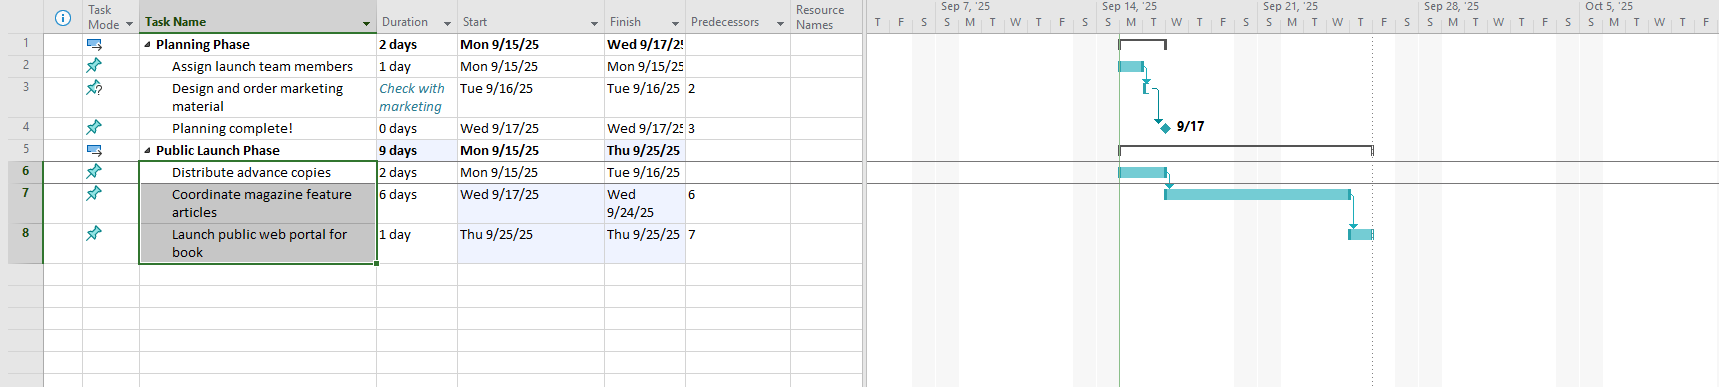 Task Mode Task Name Duration Start Finish Predecessors Resource Names
1 Planning Phase 2 days Mon 9/15/25 Wed 9/17/25
2 Assign launch team members 1 day Mon 9/15/25 Mon 9/15/25
3 Design and order marketing material Check with marketing Tue 9/16/25 Tue 9/16/25 2
4 Planning complete! 0 days Wed 9/17/25 Wed 9/17/25 3
5 Public Launch Phase 9 days Mon 9/15/25 Thu 9/25/25
6 Distribute advance copies 2 days Mon 9/15/25 Tue 9/16/25
7 Coordinate magazine feature articles 6 days Wed 9/17/25 Wed 9/24/25 6
8 Launch public web portal for book 1 day Thu 9/25/25 Thu 9/25/25 7
Sep 7, '25 Sep 14, '25 Sep 21, '25 Sep 28, '25 Oct 5, '25
T F S S M T W T F S S M T W T F S S M T W T F S S M T W T F S S M T W T F
9/17